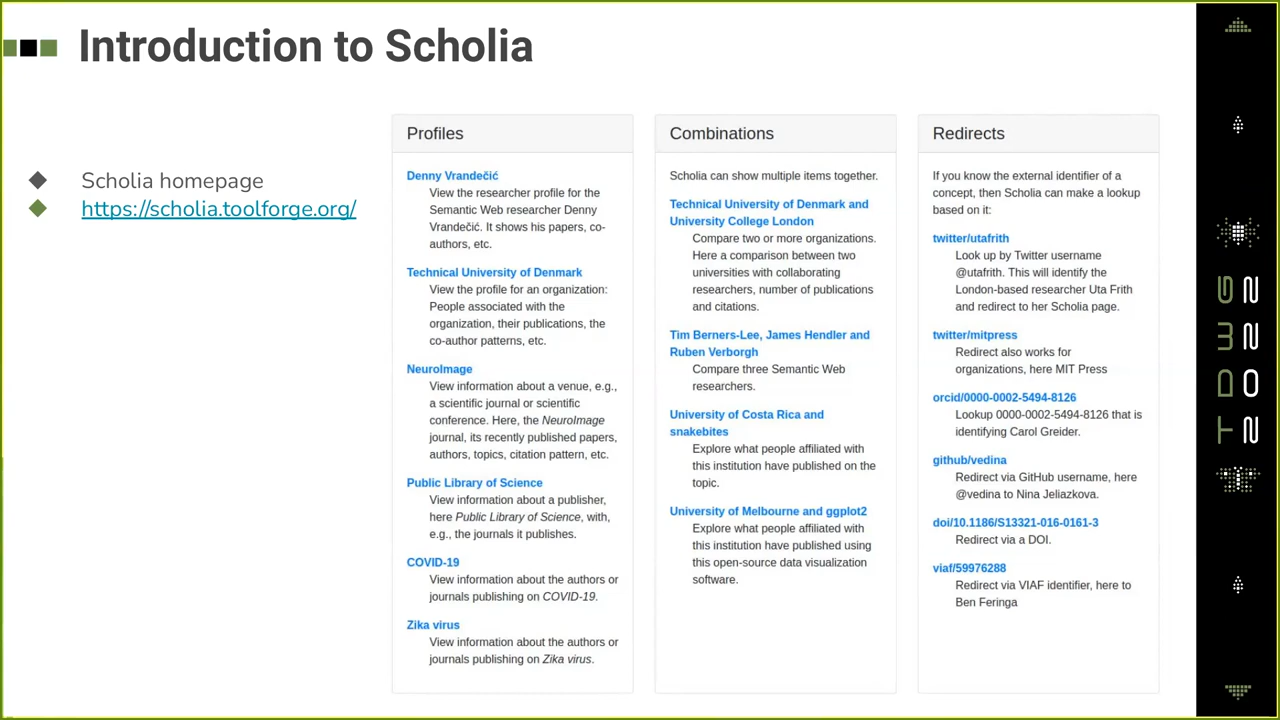 Introduction to Scholia
Scholia homepage
https://scholia.toolforge.org/
Profiles
Denny Vrandečić
View the researcher profile for the
Semantic Web researcher Denny
Vrandečić. It shows his papers, co-
authors, etc.
Technical University of Denmark
View the profile for an organization:
People associated with the
organization, their publications, the
co-author patterns, etc.
NeuroImage
View information about a venue, e.g.,
a scientific journal or scientific
conference. Here, the NeuroImage
journal, its recently published papers,
authors, topics, citation pattern, etc.
Public Library of Science
View information about a publisher,
here Public Library of Science, with,
e.g., the journals it publishes.
COVID-19
View information about the authors or
journals publishing on COVID-19.
Zika virus
View information about the authors or
journals publishing on Zika virus.
Combinations
Scholia can show multiple items together.
Technical University of Denmark and
University College London
Compare two or more organizations.
Here a comparison between two
universities with collaborating
researchers, number of publications
and citations.
Tim Berners-Lee, James Hendler and
Ruben Verborgh
Compare three Semantic Web
researchers.
University of Costa Rica and
snakebites
Explore what people affiliated with
this institution have published on the
topic.
University of Melbourne and ggplot2
Explore what people affiliated with
this institution have published using
this open-source data visualization
software.
Redirects
If you know the external identifier of a
concept, then Scholia can make a lookup
based on it:
twitter/utafrith
Look up by Twitter username
@utafrith. This will identify the
London-based researcher Uta Frith
and redirect to her Scholia page.
twitter/mitpress
Redirect also works for
organizations, here MIT Press
orcid/0000-0002-5494-8126
Lookup 0000-0002-5494-8126 that is
identifying Carol Greider.
github/vedina
Redirect via GitHub username, here
@vedina to Nina Jeliazkova.
doi/10.1186/S13321-016-0161-3
Redirect via a DOI.
viaf/59976288
Redirect via VIAF identifier, here to
Ben Feringa